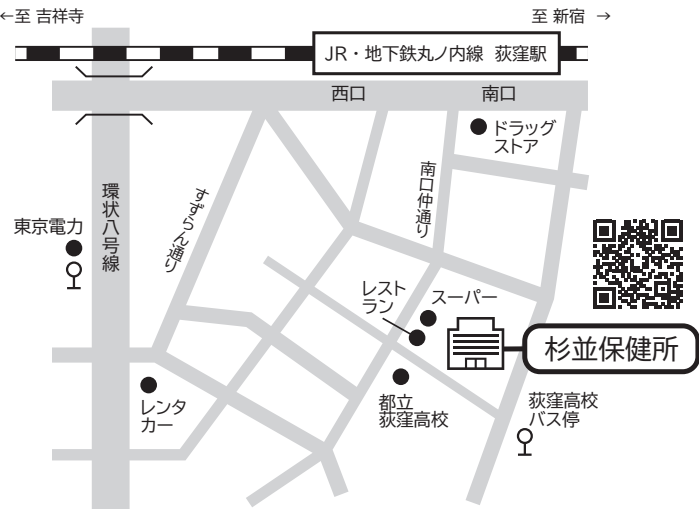 ←至 吉祥寺
至 新宿 →
JR・地下鉄丸ノ内線 荻窪駅
西口
南口
ドラッグ
ストア
環状八号線
すずらん通り
南口仲通り
東京電力
レスト
ラン
スーパー
杉並保健所
レンタ
カー
都立
荻窪高校
荻窪高校
バス停